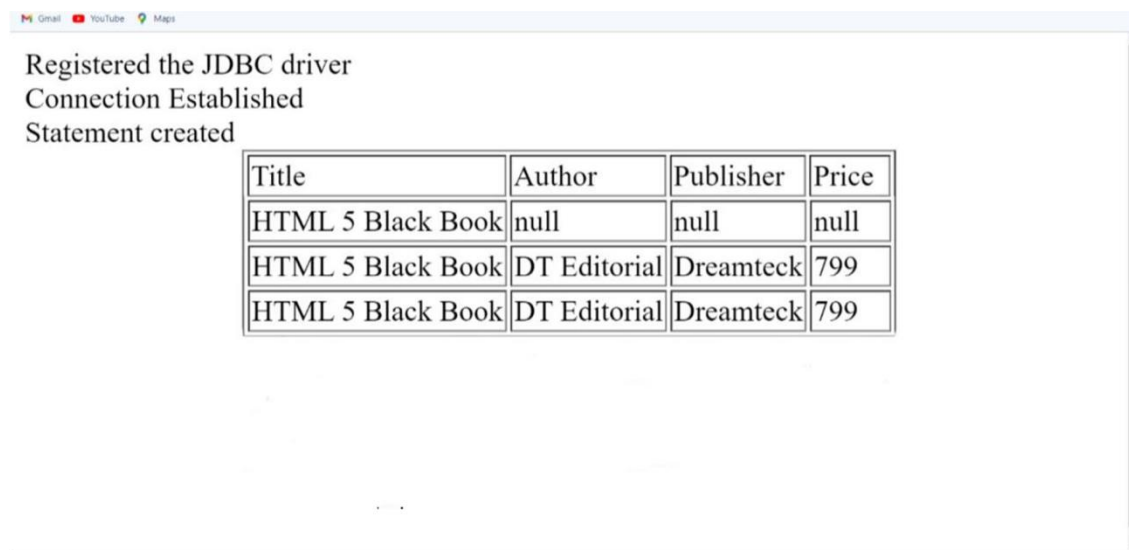 Gmail YouTube Maps
Registered the JDBC driver
Connection Established
Statement created
Title Author Publisher Price
HTML 5 Black Book null null null
HTML 5 Black Book DT Editorial Dreamteck 799
HTML 5 Black Book DT Editorial Dreamteck 799